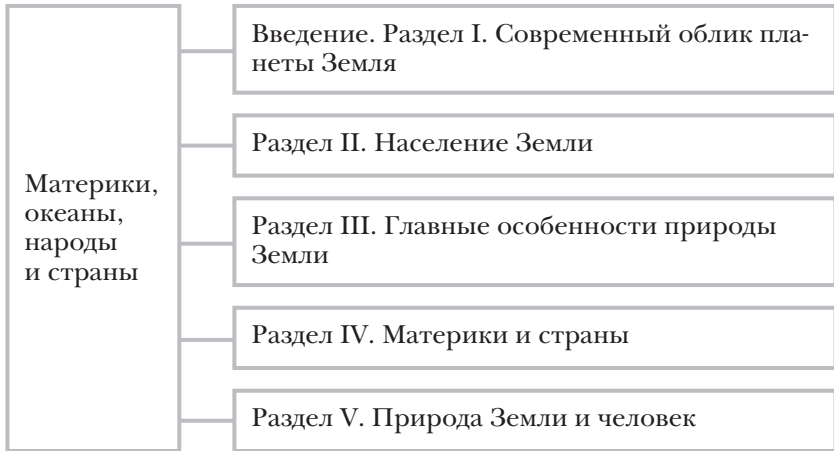 Материки,
океаны,
народы
и страны
Введение. Раздел I. Современный облик пла-
неты Земля
Раздел II. Население Земли
Раздел III. Главные особенности природы
Земли
Раздел IV. Материки и страны
Раздел V. Природа Земли и человек